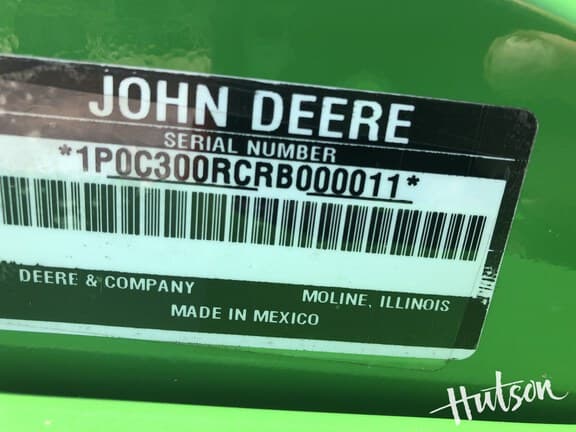 JOHN DEERE
SERIAL NUMBER
*1P0C300RCRB000011*
DEERE & COMPANY
MOLINE, ILLINOIS
MADE IN MEXICO
Hutson